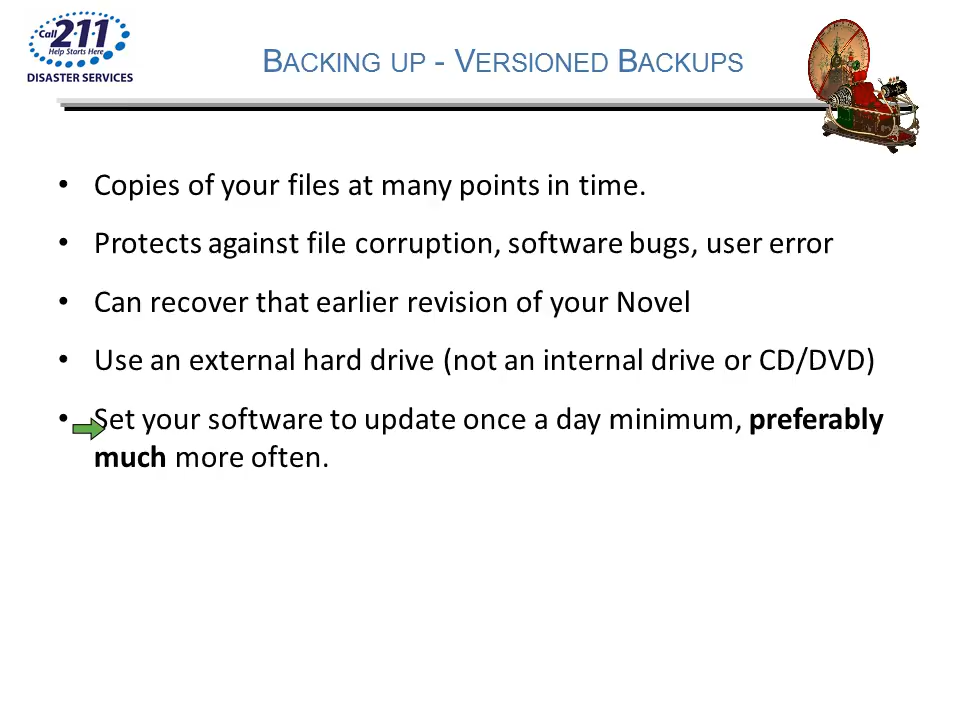 Call
2·1·1
Help Starts Here
DISASTER SERVICES
BACKING UP - VERSIONED BACKUPS
• Copies of your files at many points in time.
• Protects against file corruption, software bugs, user error
• Can recover that earlier revision of your Novel
• Use an external hard drive (not an internal drive or CD/DVD)
• Set your software to update once a day minimum, preferably
much more often.